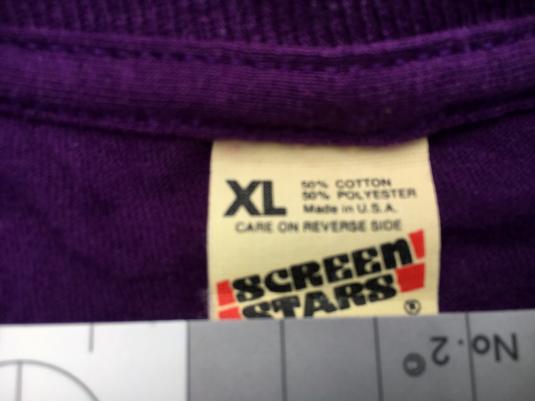 XL
50% COTTON
50% POLYESTER
Made in U.S.A.
CARE ON REVERSE SIDE
SCREEN
STARS
®
No. 2©